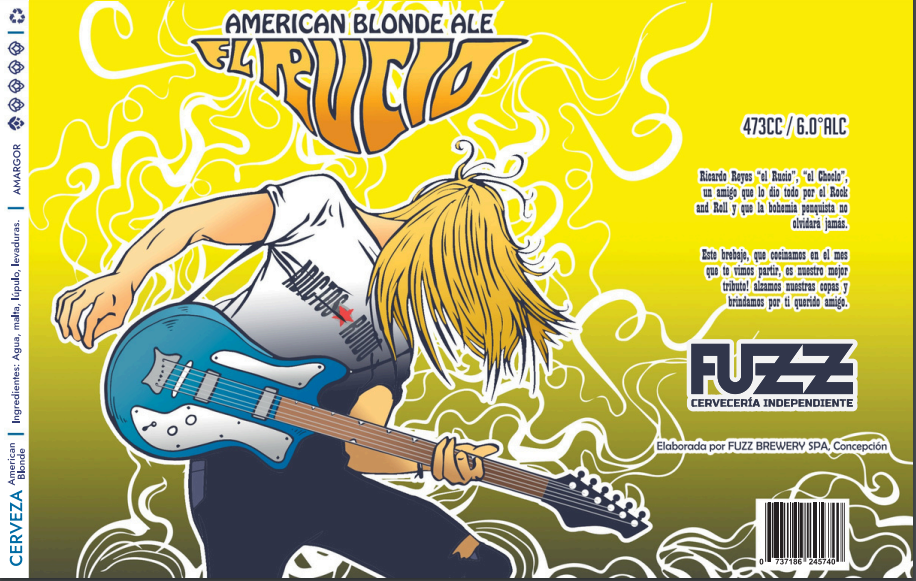 AMERICAN BLONDE ALE
EL RUCIO
473CC / 6.0°ALC
Ricardo Reyes “el Rucio”, “el Choclo”,
un amigo que lo dio todo por el Rock
and Roll y que la bohemia penquista no
olvidará jamás.
Este brebaje, que cocinamos en el mes
que te vimos partir, es nuestro mejor
tributo! alzamos nuestras copas y
brindamos por ti querido amigo.
ADDICTUS
FUZZ
CERVECERÍA INDEPENDIENTE
Elaborada por FUZZ BREWERY SPA, Concepción
0 737186 245740
CERVEZA
American
Blonde
Ingredientes: Agua, malta, lúpulo, levaduras.
AMARGOR